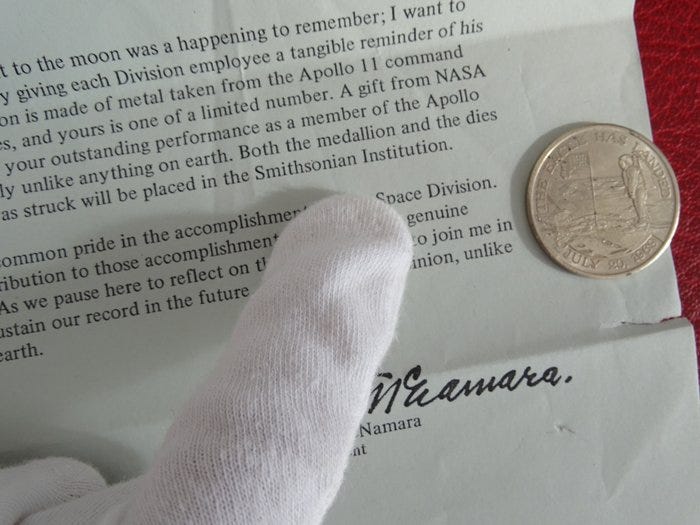 t to the moon was a happening to remember; I want to
y giving each Division employee a tangible reminder of his
on is made of metal taken from the Apollo 11 command
es, and yours is one of a limited number. A gift from NASA
your outstanding performance as a member of the Apollo
ly unlike anything on earth. Both the medallion and the dies
as struck will be placed in the Smithsonian Institution.
ommon pride in the accomplishment Space Division.
ribution to those accomplishment genuine
As we pause here to reflect on th to join me in
ustain our record in the future inion, unlike
earth.
McNamara.
Namara
nt
THE EAGLE HAS LANDED
JULY 20, 1969